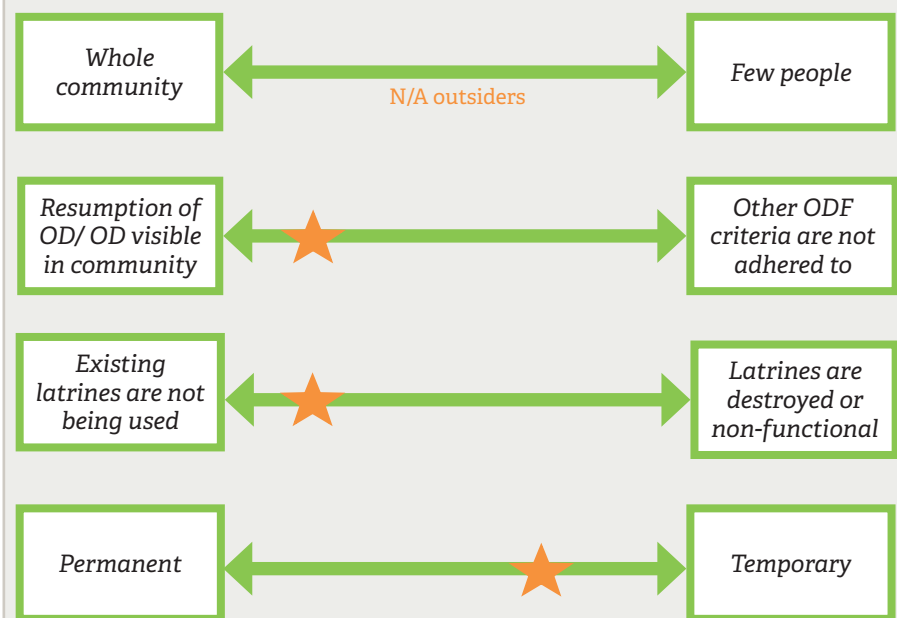 Whole
community
N/A outsiders
Few people
Resumption of
OD/ OD visible
in community
Other ODF
criteria are not
adhered to
Existing
latrines are not
being used
Latrines are
destroyed or
non-functional
Permanent
Temporary